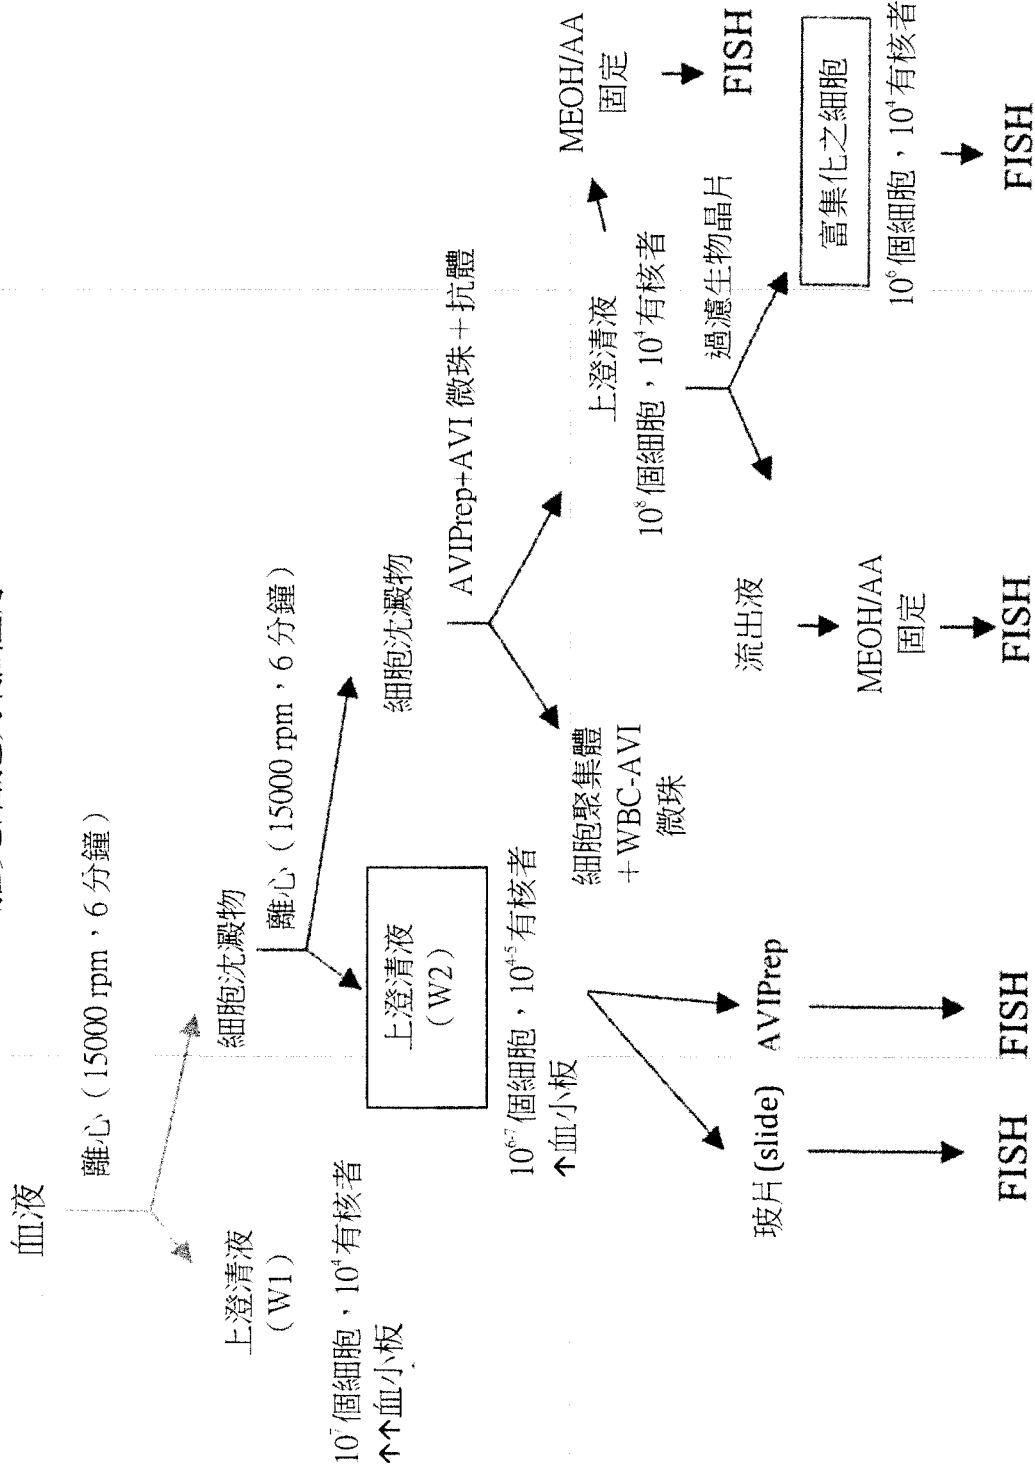 血液
離心（15000 rpm，6 分鐘）
上澄清液
（W1）
10⁷個細胞，10⁴有核者
↑↑血小板
細胞沈澱物
離心（15000 rpm，6 分鐘）
上澄清液
（W2）
10⁶⁻⁷個細胞，10⁴⁻⁵有核者
↑血小板
玻片(slide)
FISH
AVIPrep
FISH
細胞沈澱物
AVIPrep+AVI 微珠＋抗體
細胞聚集體
＋WBC-AVI
微珠
上澄清液
10⁸個細胞，10⁴有核者
MEOH/AA
固定
FISH
過濾生物晶片
流出液
MEOH/AA
固定
FISH
富集化之細胞
10⁶個細胞，10⁴有核者
FISH